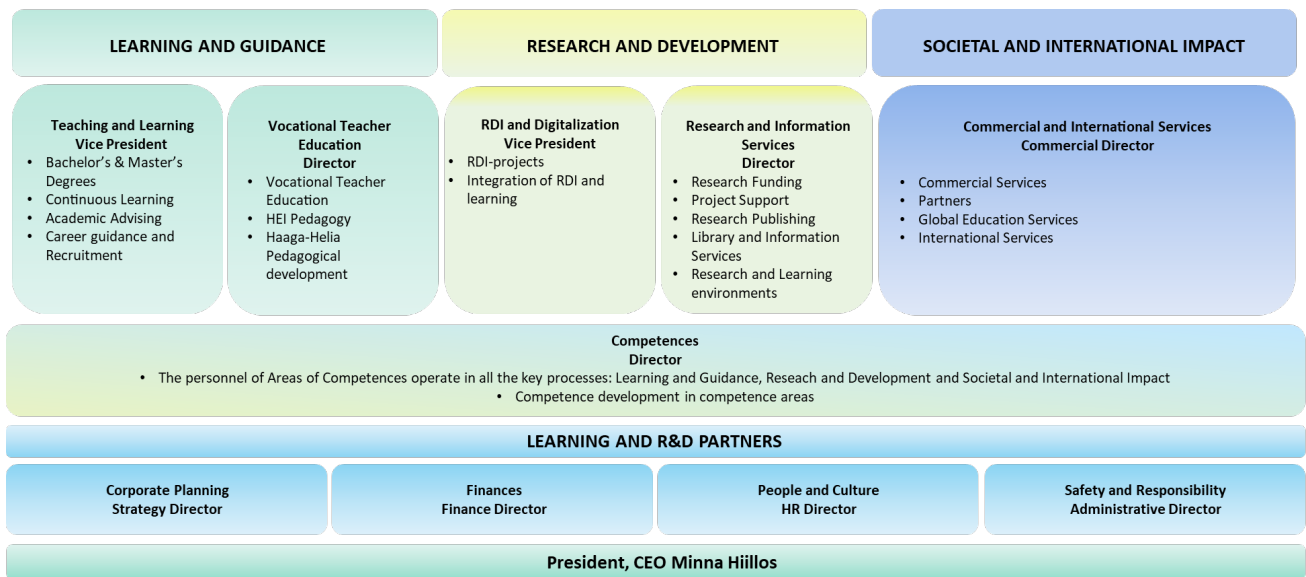 LEARNING AND GUIDANCE
RESEARCH AND DEVELOPMENT
SOCIETAL AND INTERNATIONAL IMPACT
Teaching and Learning
Vice President
• Bachelor's & Master's
Degrees
• Continuous Learning
• Academic Advising
• Career guidance and
Recruitment
Vocational Teacher
Education
Director
• Vocational Teacher
Education
• HEI Pedagogy
• Haaga-Helia
Pedagogical
development
RDI and Digitalization
Vice President
• RDI-projects
• Integration of RDI and
learning
Research and Information
Services
Director
• Research Funding
• Project Support
• Research Publishing
• Library and Information
Services
• Research and Learning
environments
Commercial and International Services
Commercial Director
• Commercial Services
• Partners
• Global Education Services
• International Services
Competences
Director
• The personnel of Areas of Competences operate in all the key processes: Learning and Guidance, Reseach and Development and Societal and International Impact
• Competence development in competence areas
LEARNING AND R&D PARTNERS
Corporate Planning
Strategy Director
Finances
Finance Director
People and Culture
HR Director
Safety and Responsibility
Administrative Director
President, CEO Minna Hiillos